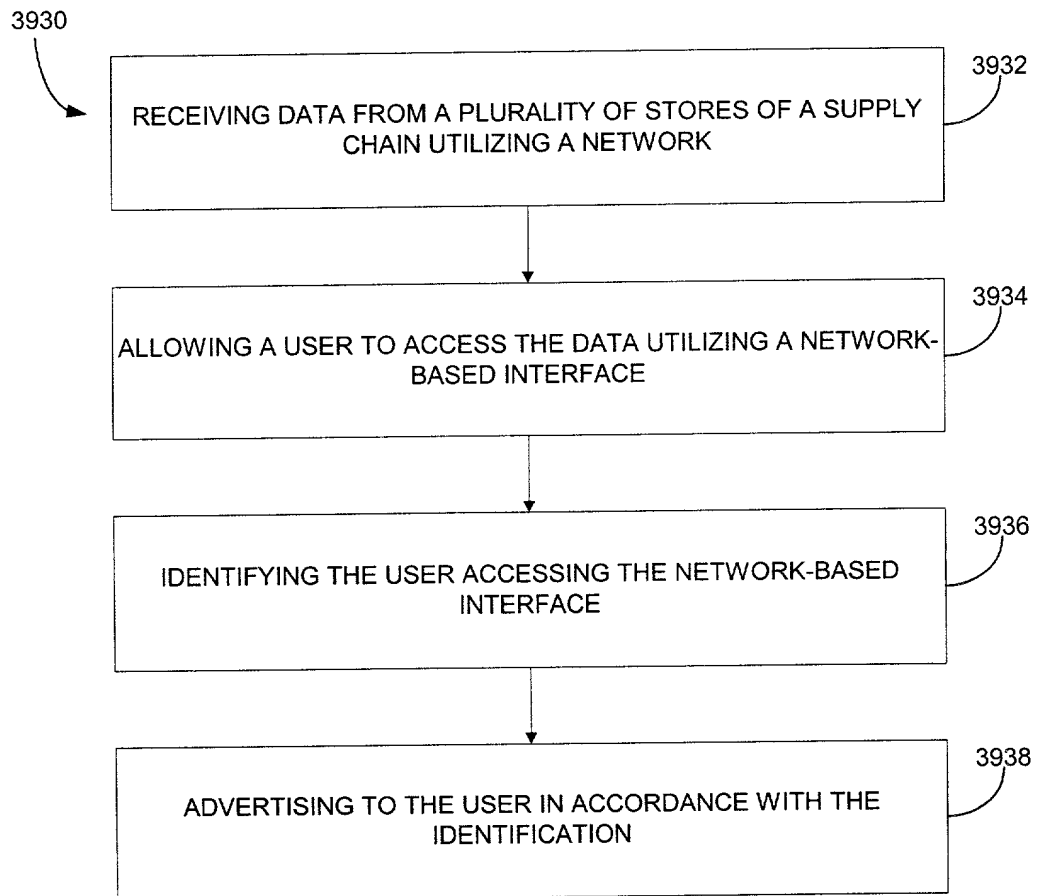 3930
3932
RECEIVING DATA FROM A PLURALITY OF STORES OF A SUPPLY
CHAIN UTILIZING A NETWORK
3934
ALLOWING A USER TO ACCESS THE DATA UTILIZING A NETWORK-
BASED INTERFACE
3936
IDENTIFYING THE USER ACCESSING THE NETWORK-BASED
INTERFACE
3938
ADVERTISING TO THE USER IN ACCORDANCE WITH THE
IDENTIFICATION